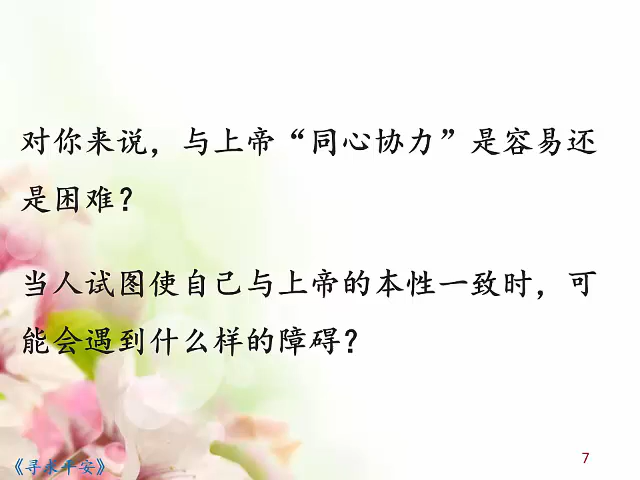 对你来说，与上帝“同心协力”是容易还
是困难？
当人试图使自己与上帝的本性一致时，可
能会遇到什么样的障碍？
《寻求平安》
7